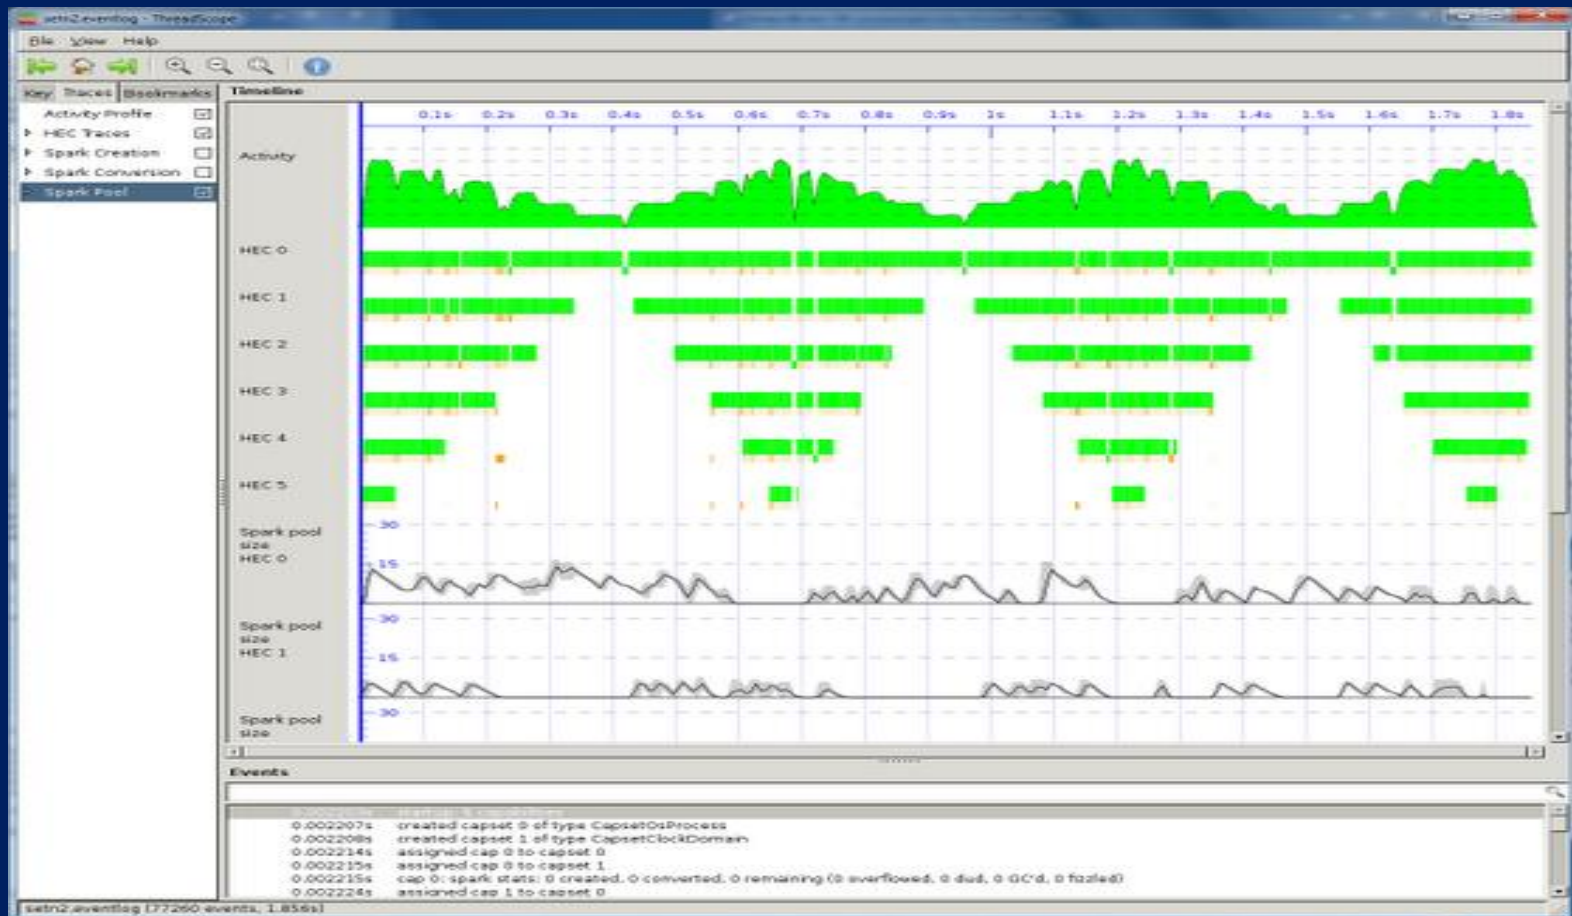 setn2.eventlog - ThreadScope
File View Help
Key Traces Bookmarks
Activity Profile
HEC Traces
Spark Creation
Spark Conversion
Spark Pool
Timeline
0.1s 0.2s 0.3s 0.4s 0.5s 0.6s 0.7s 0.8s 0.9s 1s 1.1s 1.2s 1.3s 1.4s 1.5s 1.6s 1.7s 1.8s
Activity
HEC 0
HEC 1
HEC 2
HEC 3
HEC 4
HEC 5
Spark pool
size
HEC 0
30
15
Spark pool
size
HEC 1
30
15
Spark pool
size
30
Events
0.002207s created capset 0 of type CapsetOsProcess
0.002208s created capset 1 of type CapsetClockDomain
0.002214s assigned cap 0 to capset 0
0.002215s assigned cap 0 to capset 1
0.002215s cap 0: spark stats: 0 created, 0 converted, 0 remaining (0 overflowed, 0 dud, 0 GC'd, 0 fizzled)
0.002224s assigned cap 1 to capset 0
setn2.eventlog (77260 events, 1.856s)